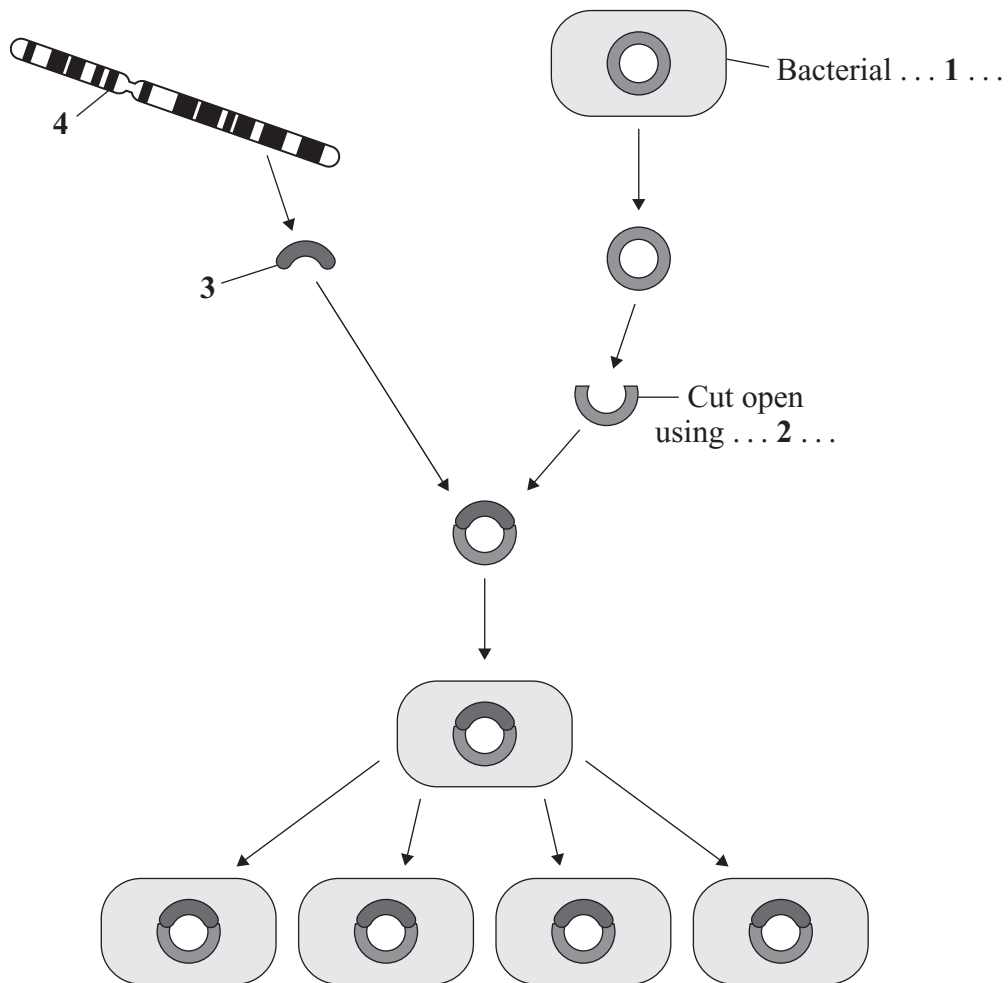 Bacterial . . . 1 . . .
4
3
Cut open
using . . . 2 . . .